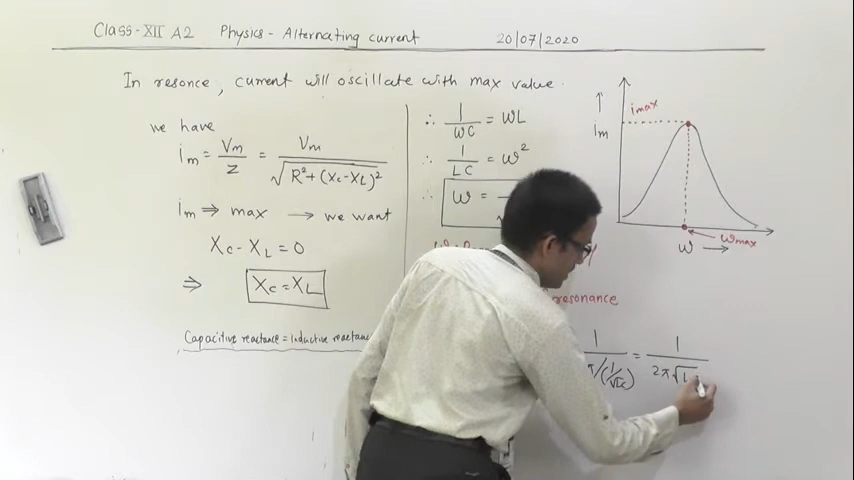 Class-XII A2 Physics - Alternating current 20/07/2020
In resonce, current will oscillate with max value.
we have
im = Vm/Z = Vm/√(R²+(Xc-XL)²)
im ⇒ max → we want
Xc - XL = 0
⇒ Xc = XL
Capacitive reactance = Inductive reactance
∴ 1/ωC = ωL
∴ 1/LC = ω²
∴ ω =
resonance
1/ = 1/2π√L
↑ im
imax
ωmax
ω →